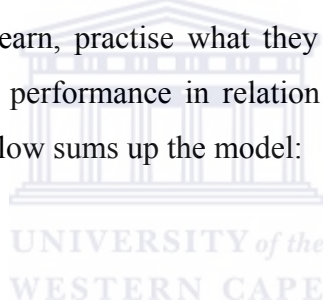 earn, practise what they
performance in relation
low sums up the model:
UNIVERSITY of the
WESTERN CAPE